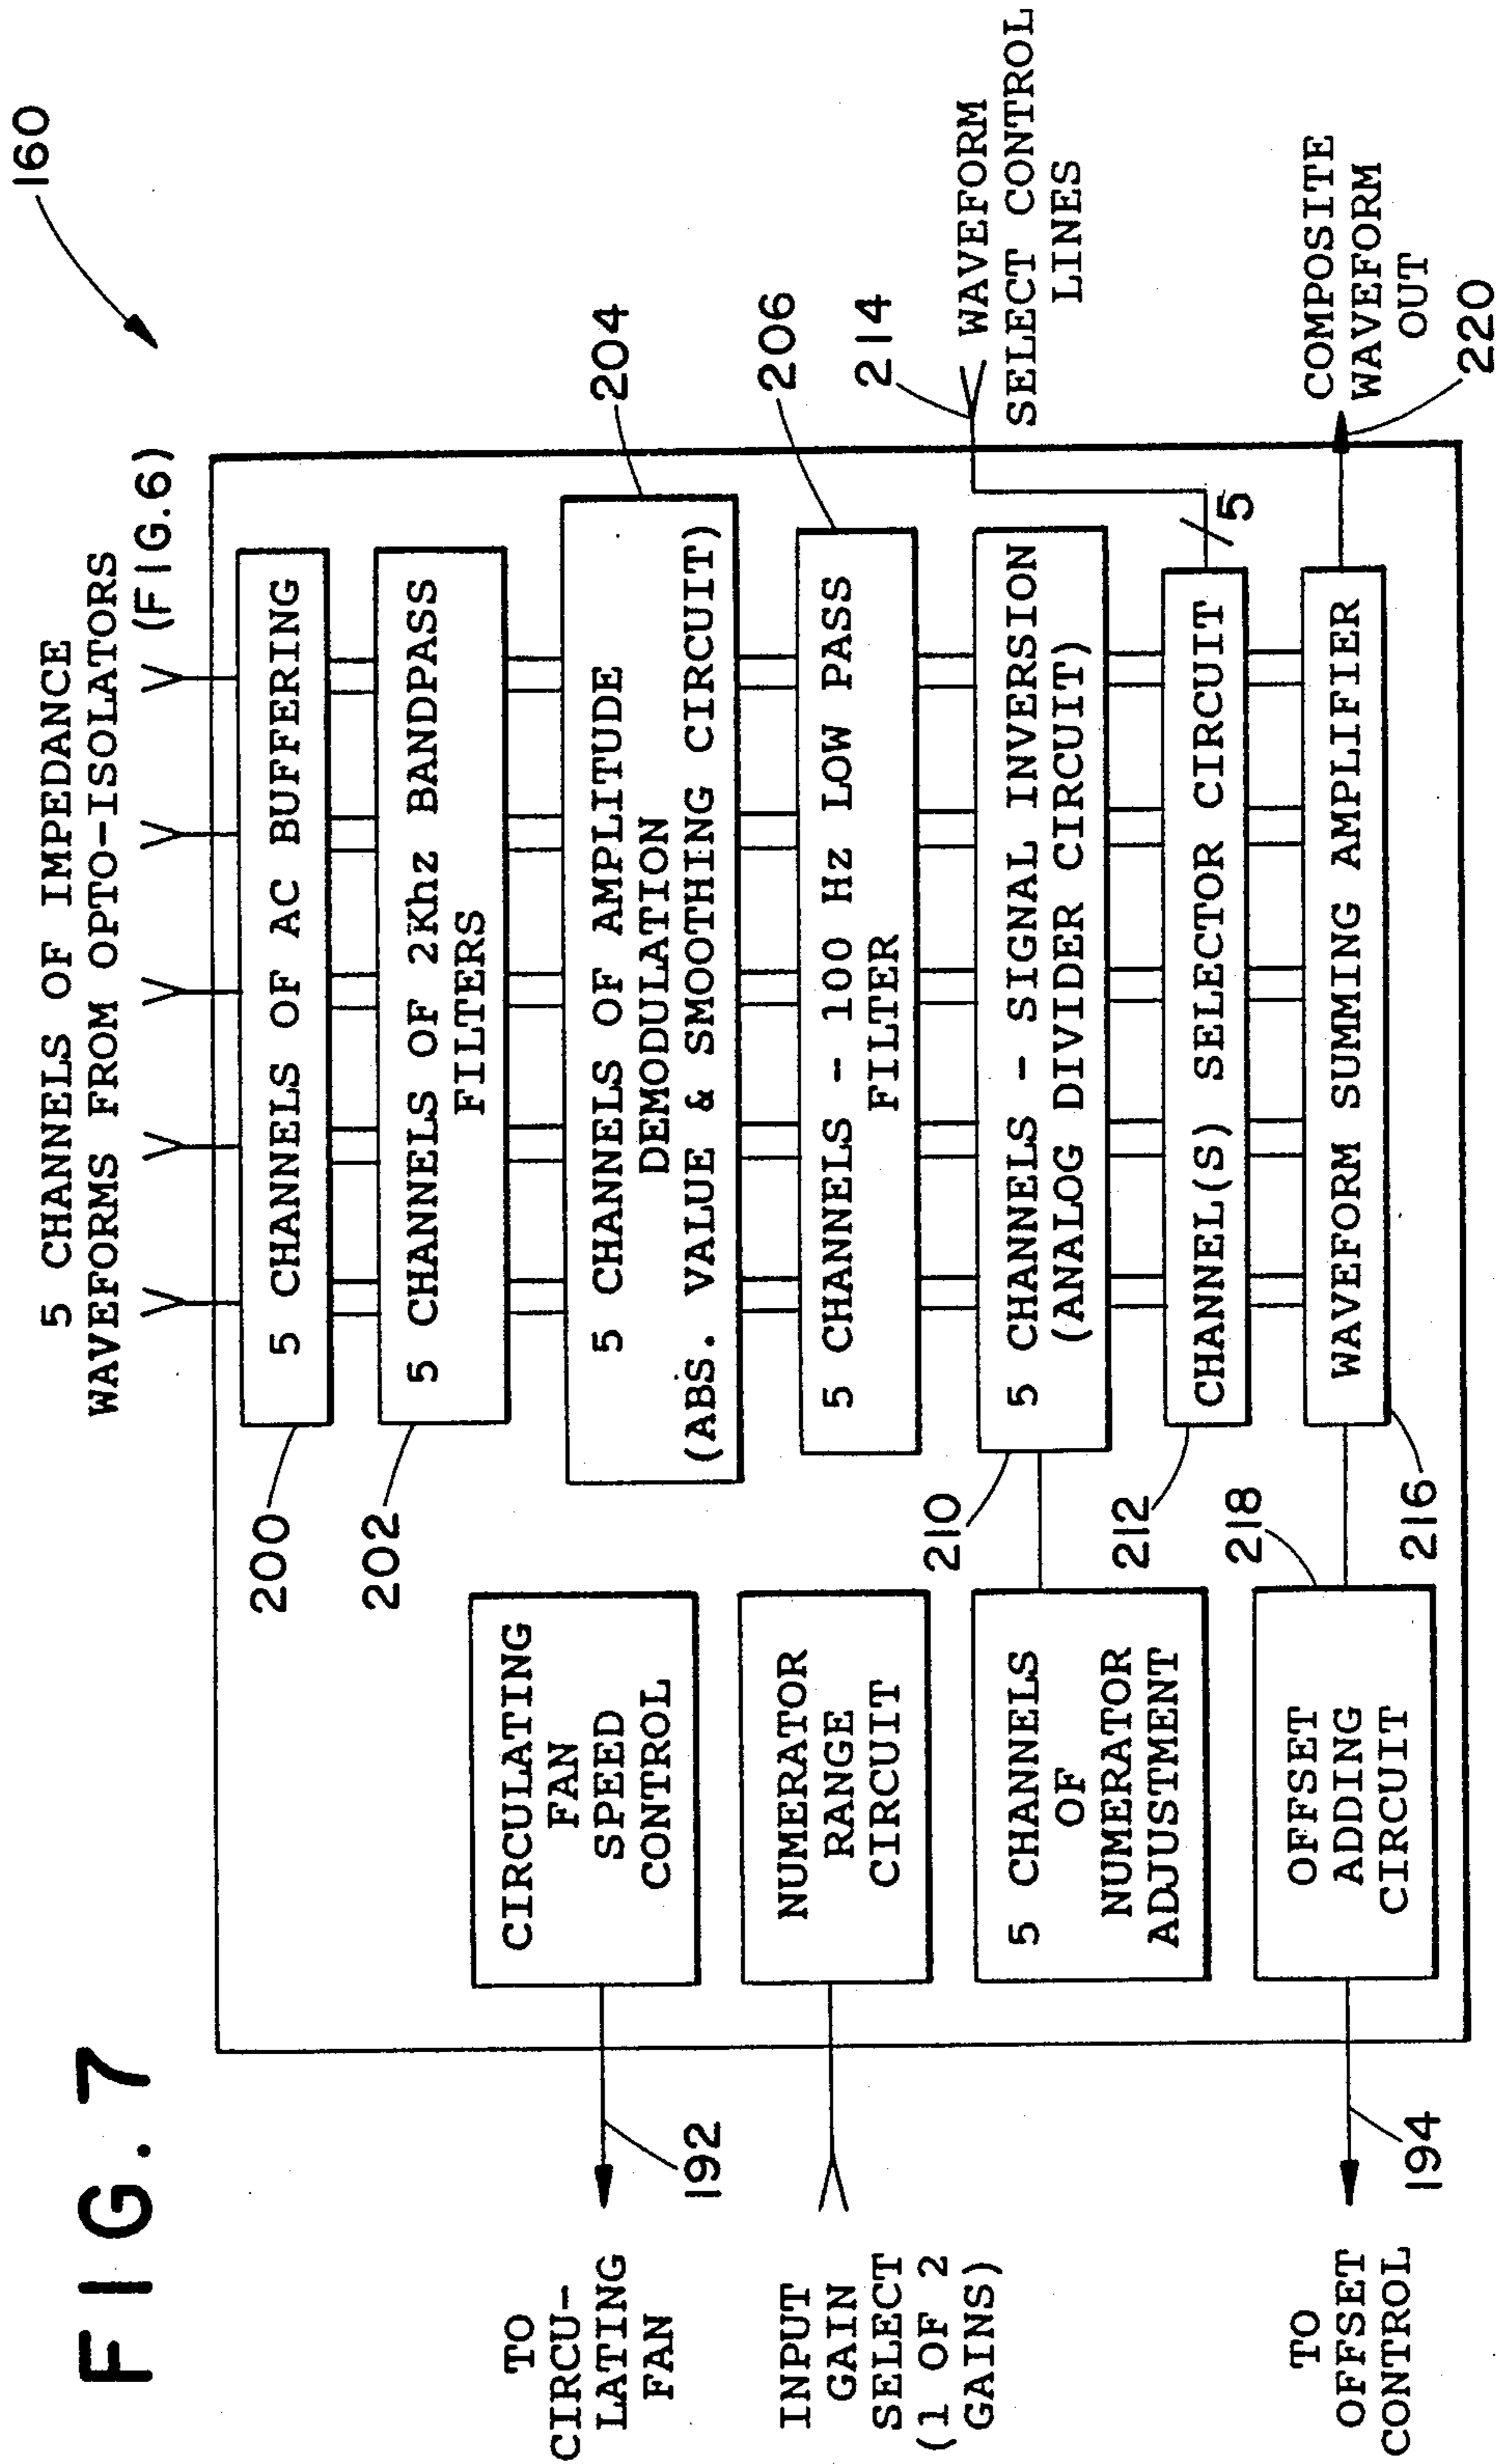 FIG. 7
160
5 CHANNELS OF IMPEDANCE
WAVEFORMS FROM OPTO-ISOLATORS
(FIG.6)
200
5 CHANNELS OF AC BUFFERING
202
5 CHANNELS OF 2Khz BANDPASS
FILTERS
204
5 CHANNELS OF AMPLITUDE
DEMODULATION
(ABS. VALUE & SMOOTHING CIRCUIT)
206
5 CHANNELS - 100 Hz LOW PASS
FILTER
210
5 CHANNELS - SIGNAL INVERSION
(ANALOG DIVIDER CIRCUIT)
212
CHANNEL(S) SELECTOR CIRCUIT
5
214
WAVEFORM
SELECT CONTROL
LINES
216
WAVEFORM SUMMING AMPLIFIER
COMPOSITE
WAVEFORM
OUT
220
TO
CIRCU-
LATING
FAN
192
CIRCULATING
FAN
SPEED
CONTROL
INPUT
GAIN
SELECT
(1 OF 2
GAINS)
NUMERATOR
RANGE
CIRCUIT
5 CHANNELS
OF
NUMERATOR
ADJUSTMENT
TO
OFFSET
CONTROL
194
218
OFFSET
ADDING
CIRCUIT